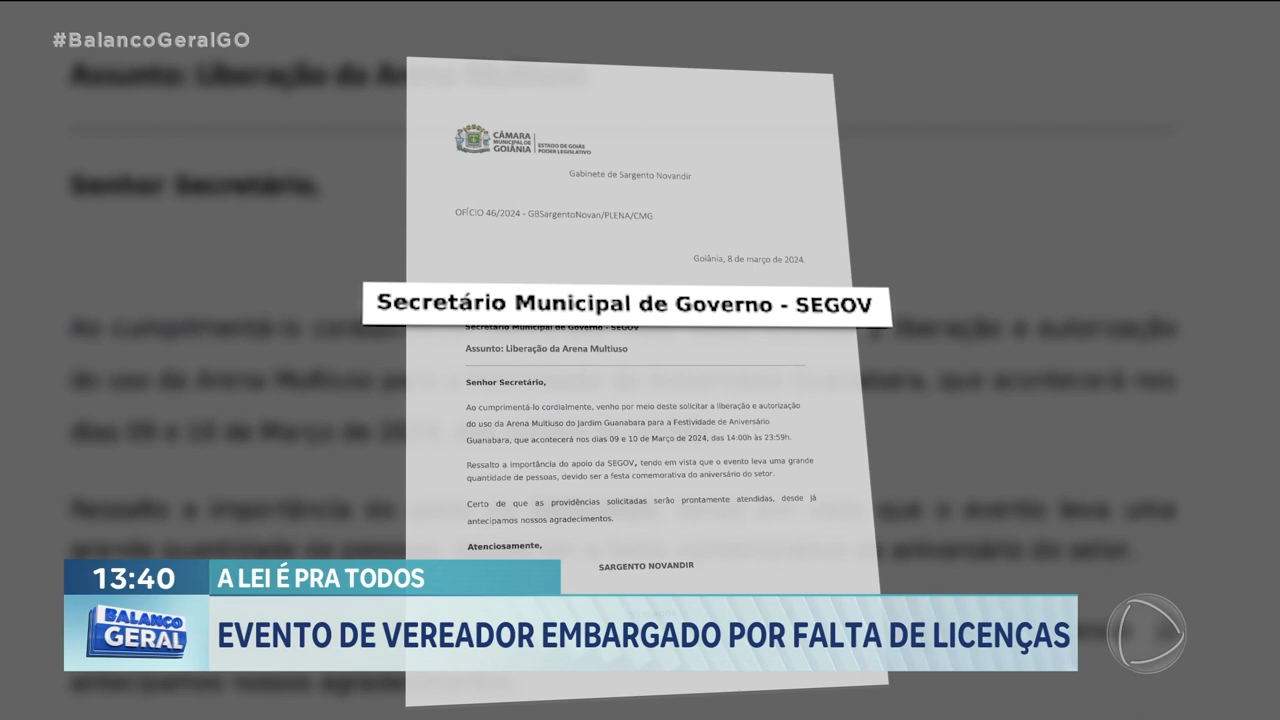 #BalancoGeralGO
Assunto: Liberação da Arena Multiuso
Senhor Secretário,
CÂMARA
MUNICIPAL DE
GOIÂNIA
ESTADO DE GOIÁS
PODER LEGISLATIVO
Gabinete de Sargento Novandir
OFÍCIO 46/2024 - GBSargentoNovan/PLENA/CMG
Goiânia, 8 de março de 2024.
Secretário Municipal de Governo - SEGOV
Secretário Municipal de Governo - SEGOV
Assunto: Liberação da Arena Multiuso
Senhor Secretário,
Ao cumprimentá-lo cordialmente, venho por meio deste solicitar a liberação e autorização
do uso da Arena Multiuso do Jardim Guanabara para a Festividade de Aniversário
Guanabara, que acontecerá nos dias 09 e 10 de Março de 2024, das 14:00h às 23:59h.
Ressalto a importância do apoio da SEGOV, tendo em vista que o evento leva uma grande
quantidade de pessoas, devido ser a festa comemorativa do aniversário do setor.
Certo de que as providências solicitadas serão prontamente atendidas, desde já
antecipamos nossos agradecimentos.
Atenciosamente,
SARGENTO NOVANDIR
13:40
A LEI É PRA TODOS
BALANÇO
GERAL
EVENTO DE VEREADOR EMBARGADO POR FALTA DE LICENÇAS